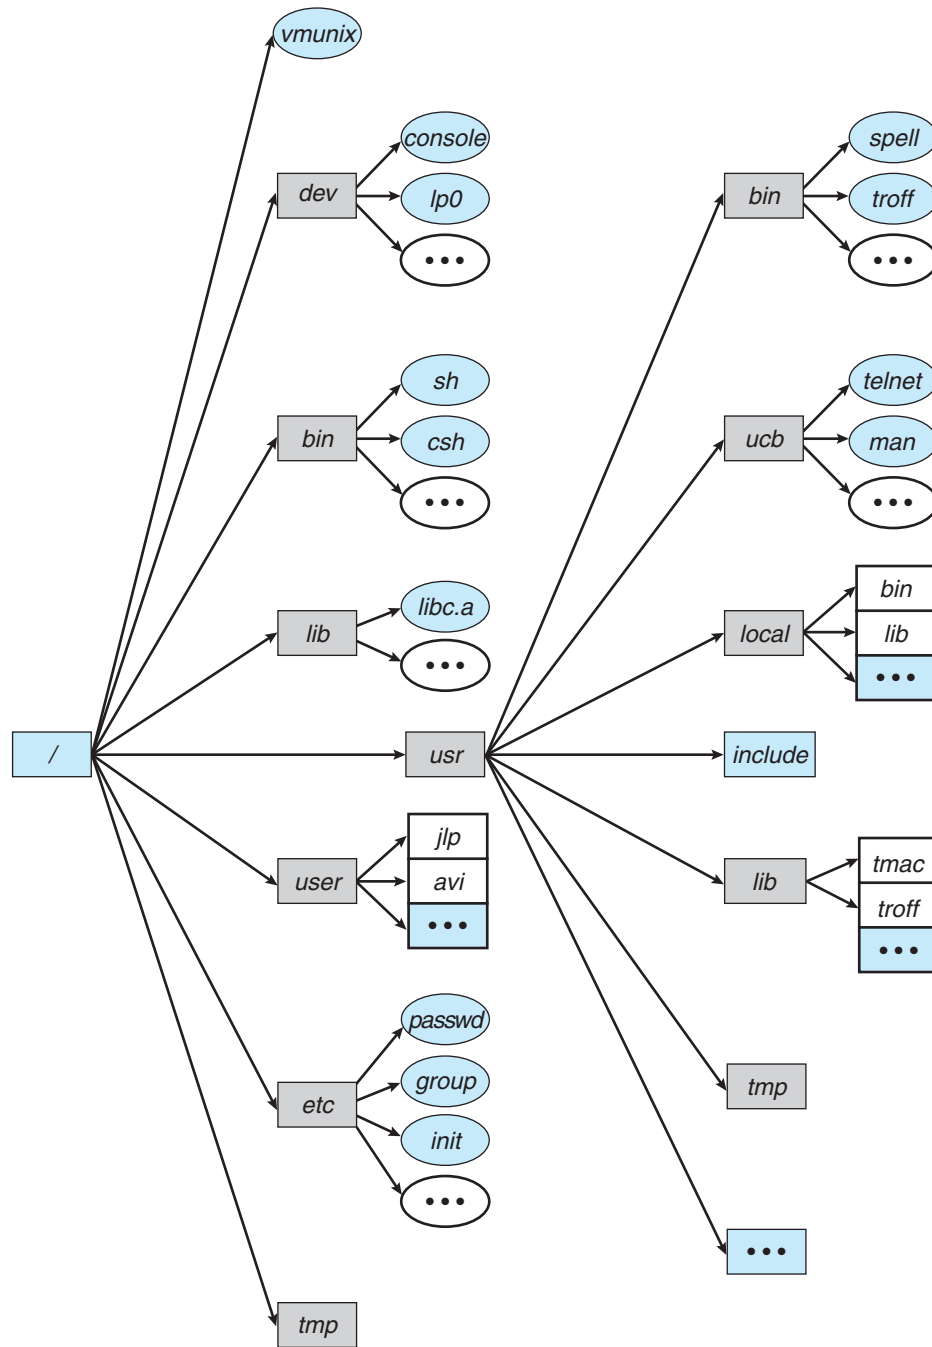 vmunix
console
dev
lp0
•••
sh
bin
csh
•••
libc.a
lib
•••
/
usr
jlp
user
avi
•••
passwd
group
etc
init
•••
tmp
spell
bin
troff
•••
telnet
ucb
man
•••
bin
local
lib
•••
include
tmac
lib
troff
•••
tmp
•••